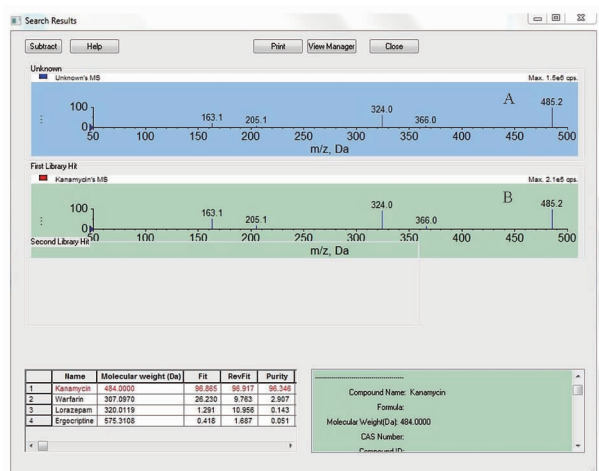 Search Results
Subtract Help Print View Manager Close
Unknown
Unknown's MS Max. 1.5e6 cps.
A
100 163.1 205.1 324.0 366.0 485.2
0
50 100 150 200 250 300 350 400 450 500
m/z, Da
First Library Hit
Kanamycin's MS Max. 2.1e6 cps.
B
100 163.1 205.1 324.0 366.0 485.2
0
50 100 150 200 250 300 350 400 450 500
Second Library Hit
m/z, Da
Name Molecular weight (Da) Fit RevFit Purity
1 Kanamycin 484.0000 96.865 96.917 96.346
2 Warfarin 307.0970 26.230 9.763 2.907
3 Lorazepam 320.0119 1.291 10.956 0.143
4 Ergocriptine 575.3108 0.418 1.687 0.051
Compound Name: Kanamycin
Formula:
Molecular Weight(Da): 484.0000
CAS Number:
Compound ID: